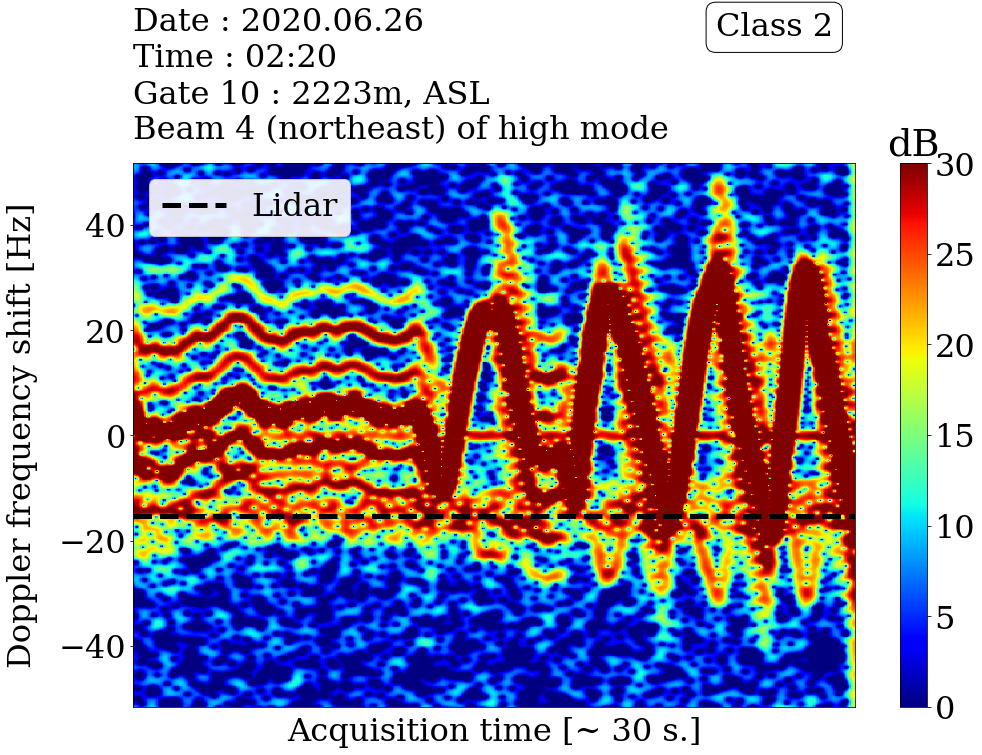 Date : 2020.06.26
Time : 02:20
Gate 10 : 2223m, ASL
Beam 4 (northeast) of high mode
Class 2
dB
Lidar
Doppler frequency shift [Hz]
40
20
0
−20
−40
30
25
20
15
10
5
0
Acquisition time [~ 30 s.]